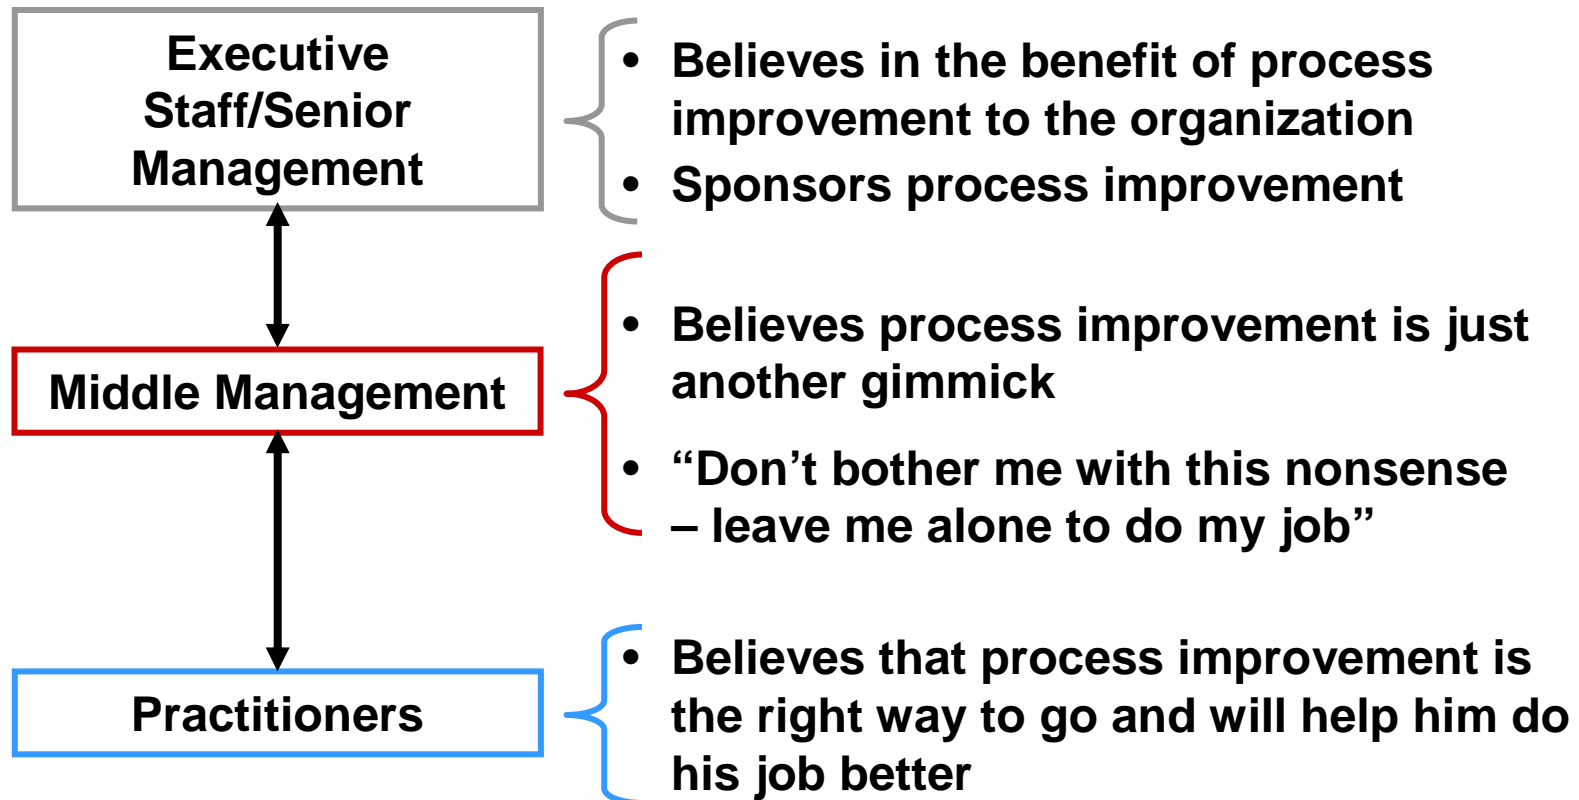 Executive
Staff/Senior
Management
• Believes in the benefit of process
improvement to the organization
• Sponsors process improvement
Middle Management
• Believes process improvement is just
another gimmick
• “Don’t bother me with this nonsense
– leave me alone to do my job”
Practitioners
• Believes that process improvement is
the right way to go and will help him do
his job better